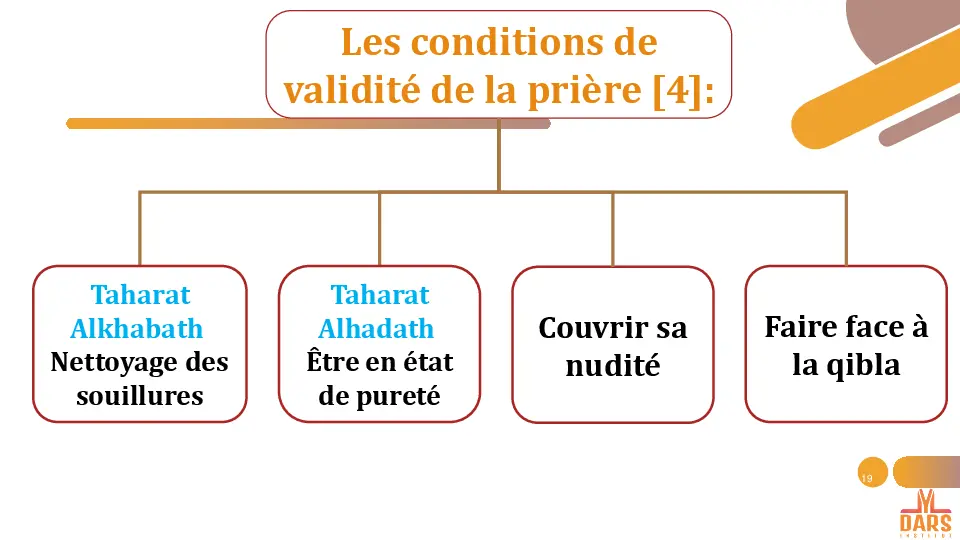 Les conditions de
validité de la prière [4]:
Taharat
Alkhabath
Nettoyage des
souillures
Taharat
Alhadath
Être en état
de pureté
Couvrir sa
nudité
Faire face à
la qibla
19
DARS
INSTITUT